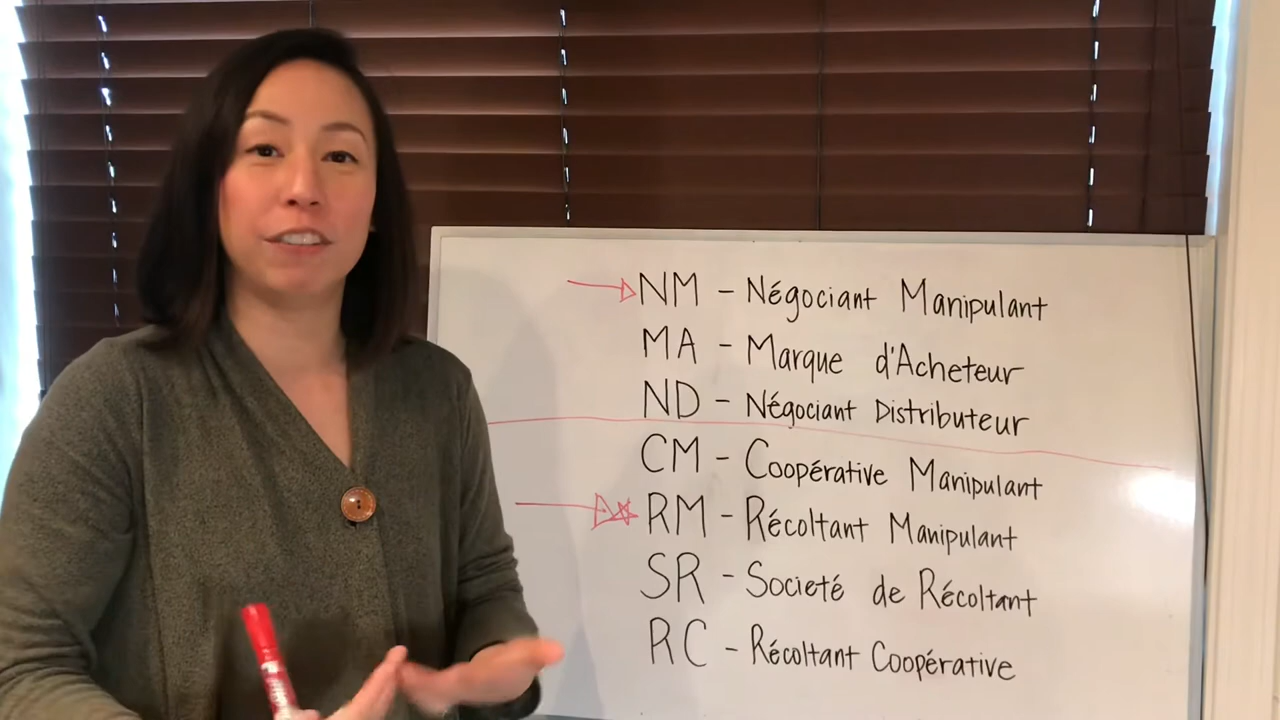 NM - Négociant Manipulant
MA - Marque d'Acheteur
ND - Négociant Distributeur
CM - Coopérative Manipulant
RM - Récoltant Manipulant
SR - Societé de Récoltant
RC - Récoltant Coopérative